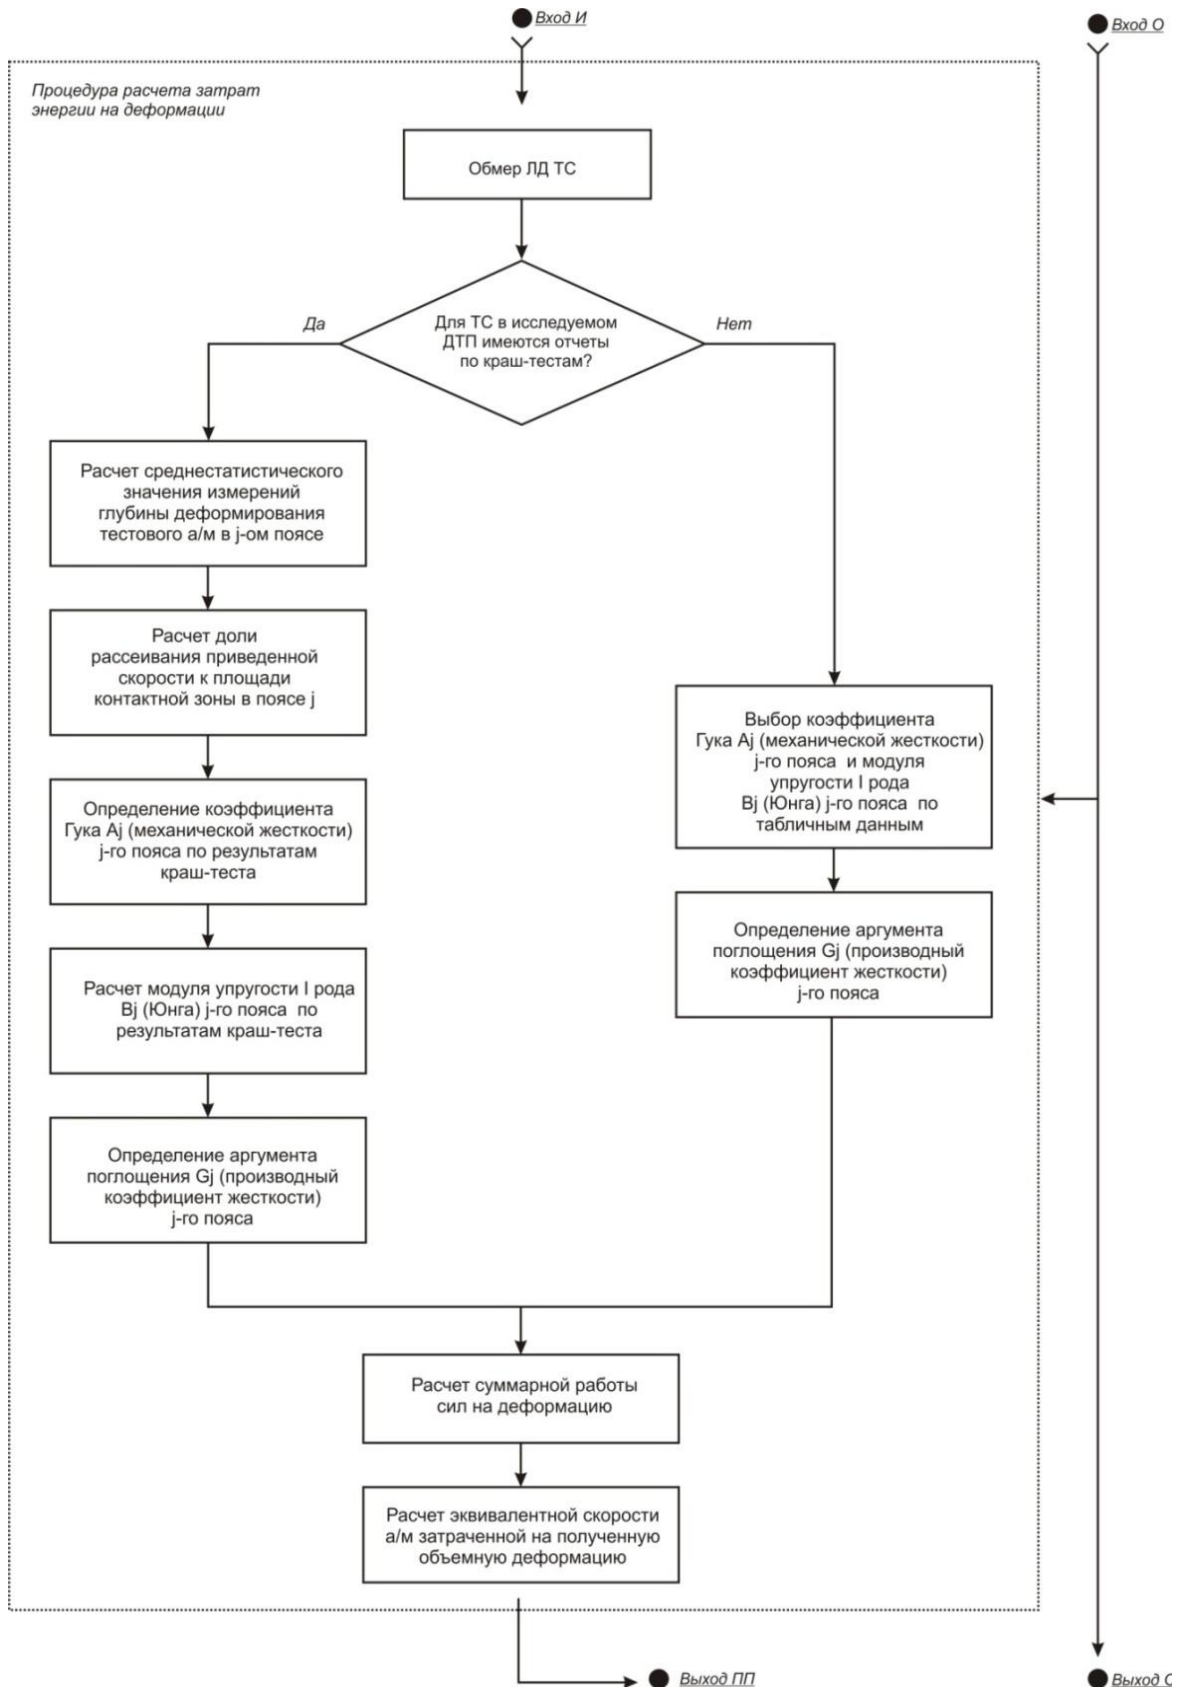 Вход И
Вход О
Процедура расчета затрат
энергии на деформации
Обмер ЛД ТС
Для ТС в исследуемом
ДТП имеются отчеты
по краш-тестам?
Да
Нет
Расчет среднестатистического
значения измерений
глубины деформирования
тестового а/м в j-ом поясе
Расчет доли
рассеивания приведенной
скорости к площади
контактной зоны в поясе j
Определение коэффициента
Гука Aj (механической жесткости)
j-го пояса по результатам
краш-теста
Расчет модуля упругости I рода
Bj (Юнга) j-го пояса по
результатам краш-теста
Определение аргумента
поглощения Gj (производный
коэффициент жесткости)
j-го пояса
Выбор коэффициента
Гука Aj (механической жесткости)
j-го пояса и модуля
упругости I рода
Bj (Юнга) j-го пояса по
табличным данным
Определение аргумента
поглощения Gj (производный
коэффициент жесткости)
j-го пояса
Расчет суммарной работы
сил на деформацию
Расчет эквивалентной скорости
а/м затраченной на полученную
объемную деформацию
Выход ПП
Выход